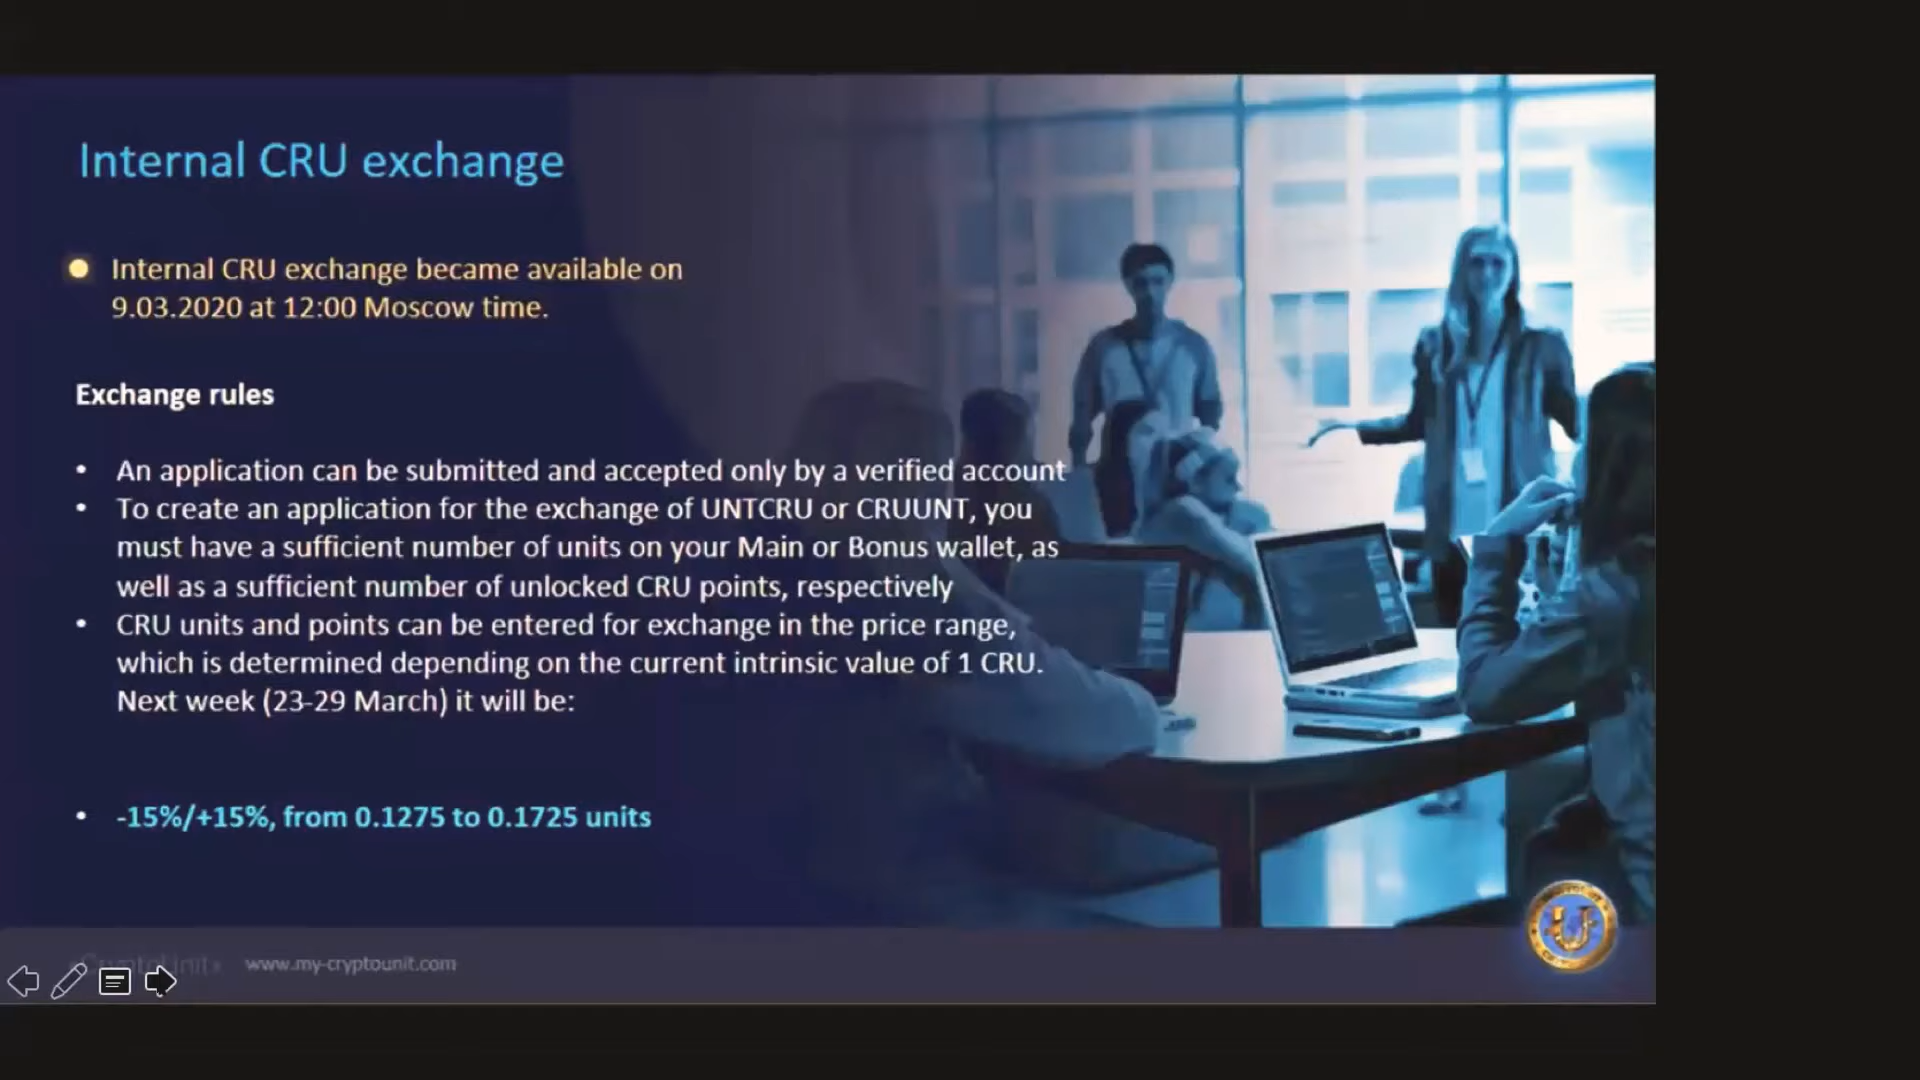 Internal CRU exchange
Internal CRU exchange became available on
9.03.2020 at 12:00 Moscow time.
Exchange rules
• An application can be submitted and accepted only by a verified account
• To create an application for the exchange of UNTCRU or CRUUNT, you
must have a sufficient number of units on your Main or Bonus wallet, as
well as a sufficient number of unlocked CRU points, respectively
• CRU units and points can be entered for exchange in the price range,
which is determined depending on the current intrinsic value of 1 CRU.
Next week (23-29 March) it will be:
• -15%/+15%, from 0.1275 to 0.1725 units
www.my-cryptounit.com